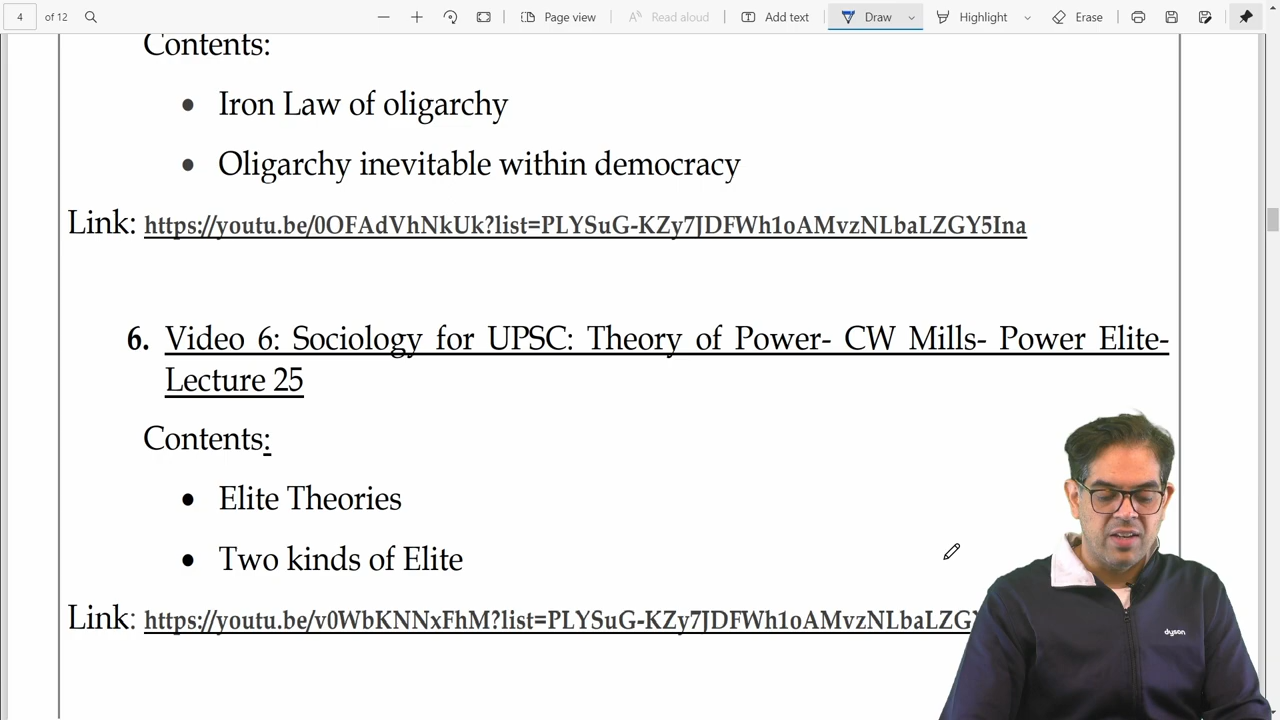 4 of 12 Page view Read aloud Add text Draw Highlight Erase
Contents:
• Iron Law of oligarchy
• Oligarchy inevitable within democracy
Link: https://youtu.be/0OFAdVhNkUk?list=PLYSuG-KZy7JDFWh1oAMvzNLbaLZGY5Ina
6. Video 6: Sociology for UPSC: Theory of Power- CW Mills- Power Elite-
Lecture 25
Contents:
• Elite Theories
• Two kinds of Elite
Link: https://youtu.be/v0WbKNNxFhM?list=PLYSuG-KZy7JDFWh1oAMvzNLbaLZG
dyson